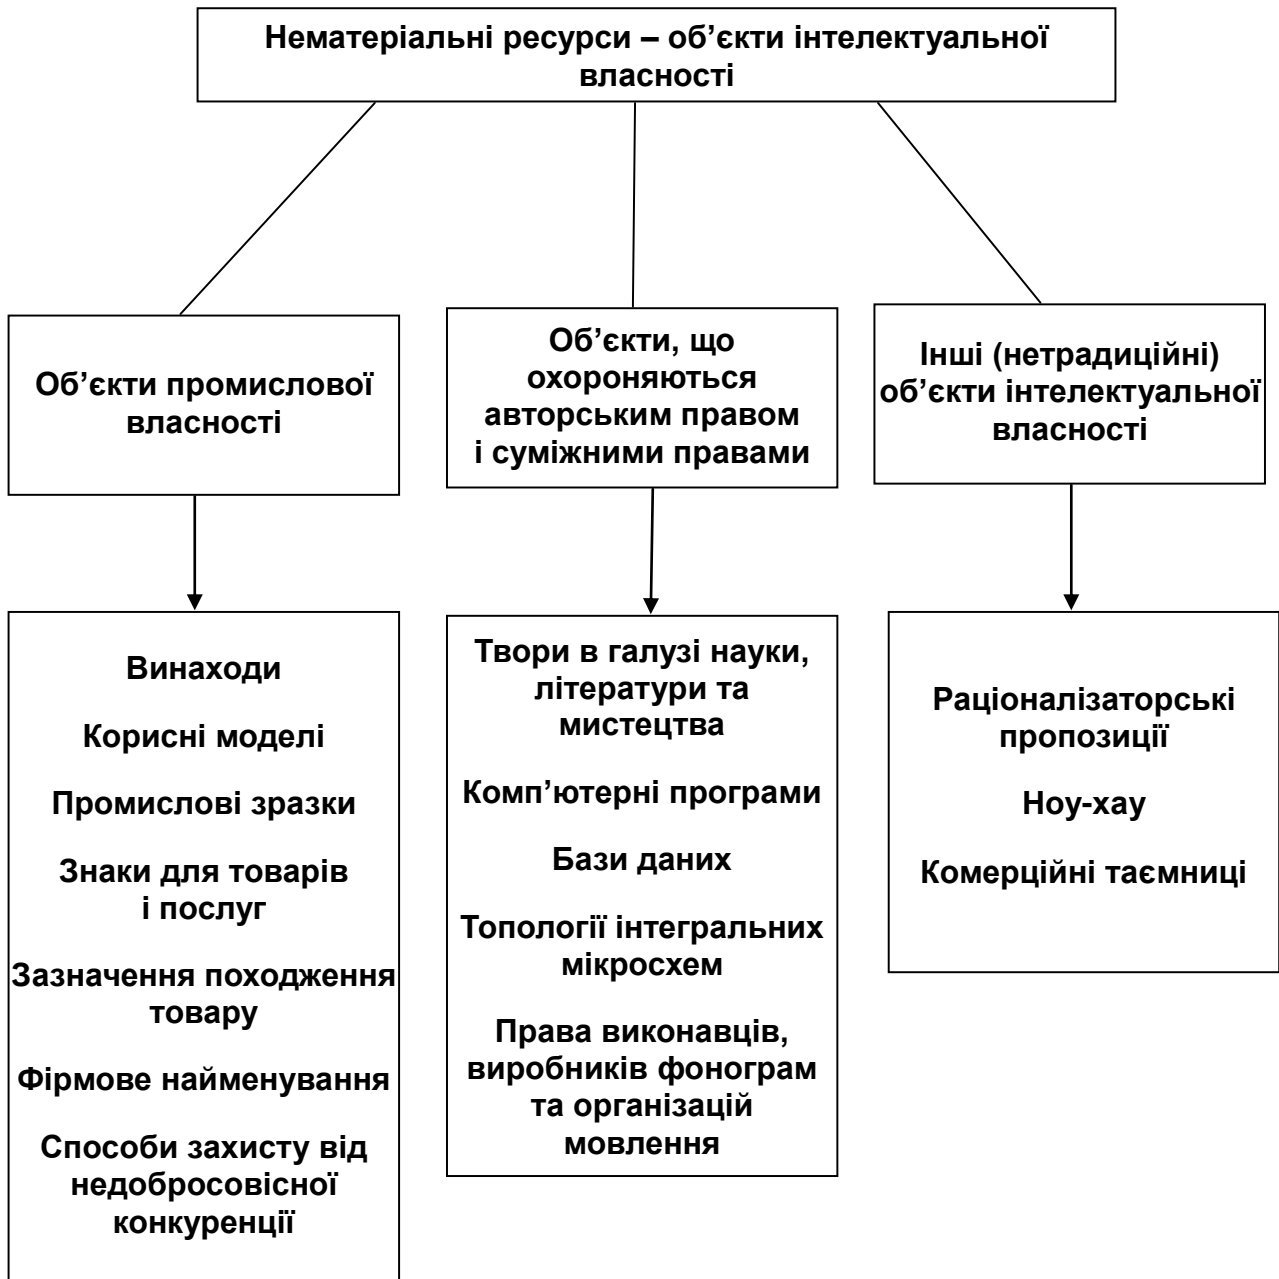 Нематеріальні ресурси – об’єкти інтелектуальної
власності
Об’єкти промислової
власності
Об’єкти, що
охороняються
авторським правом
і суміжними правами
Інші (нетрадиційні)
об’єкти інтелектуальної
власності
Винаходи
Корисні моделі
Промислові зразки
Знаки для товарів
і послуг
Зазначення походження
товару
Фірмове найменування
Способи захисту від
недобросовісної
конкуренції
Твори в галузі науки,
літератури та
мистецтва
Комп’ютерні програми
Бази даних
Топології інтегральних
мікросхем
Права виконавців,
виробників фонограм
та організацій
мовлення
Раціоналізаторські
пропозиції
Ноу-хау
Комерційні таємниці